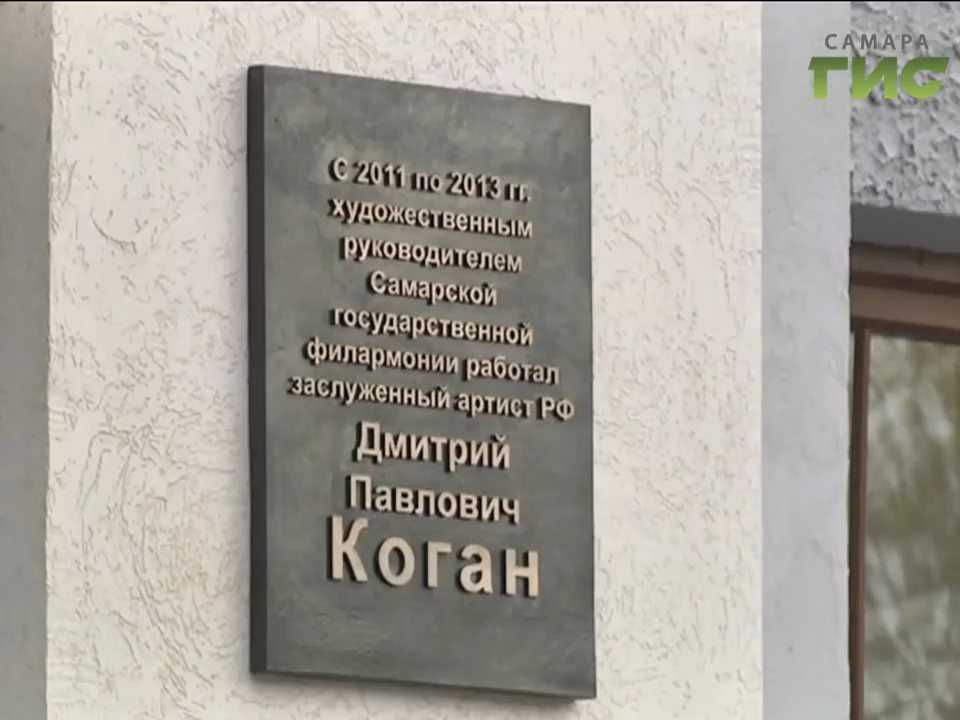 САМАРА
ГИС
С 2011 по 2013 гг.
художественным
руководителем
Самарской
государственной
филармонии работал
заслуженный артист РФ
Дмитрий
Павлович
Коган